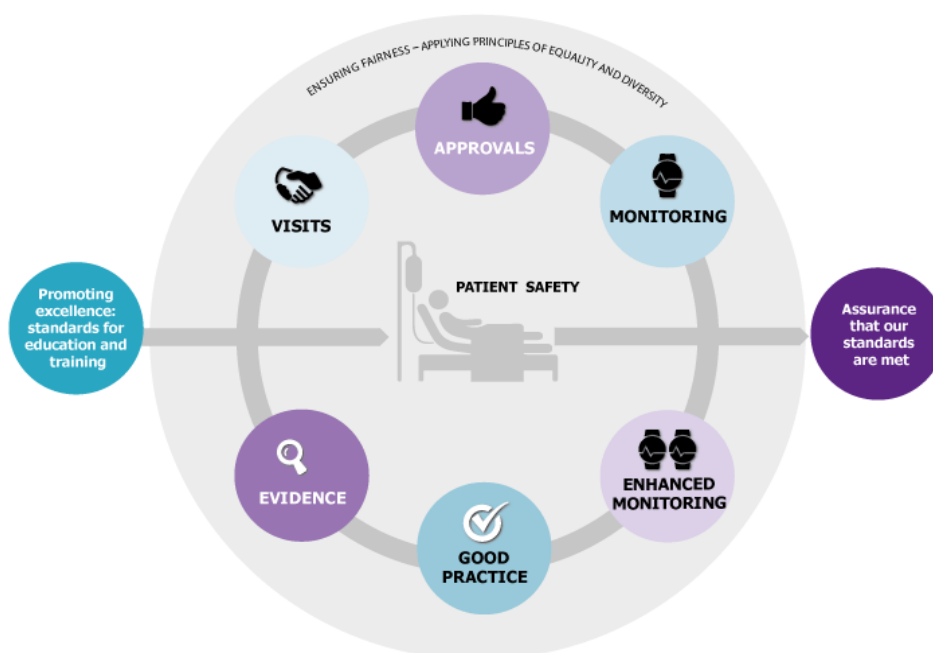 ENSURING FAIRNESS – APPLYING PRINCIPLES OF EQUALITY AND DIVERSITY
APPROVALS
VISITS
MONITORING
PATIENT SAFETY
Promoting
excellence:
standards for
education and
training
Assurance
that our
standards
are met
EVIDENCE
ENHANCED
MONITORING
GOOD
PRACTICE